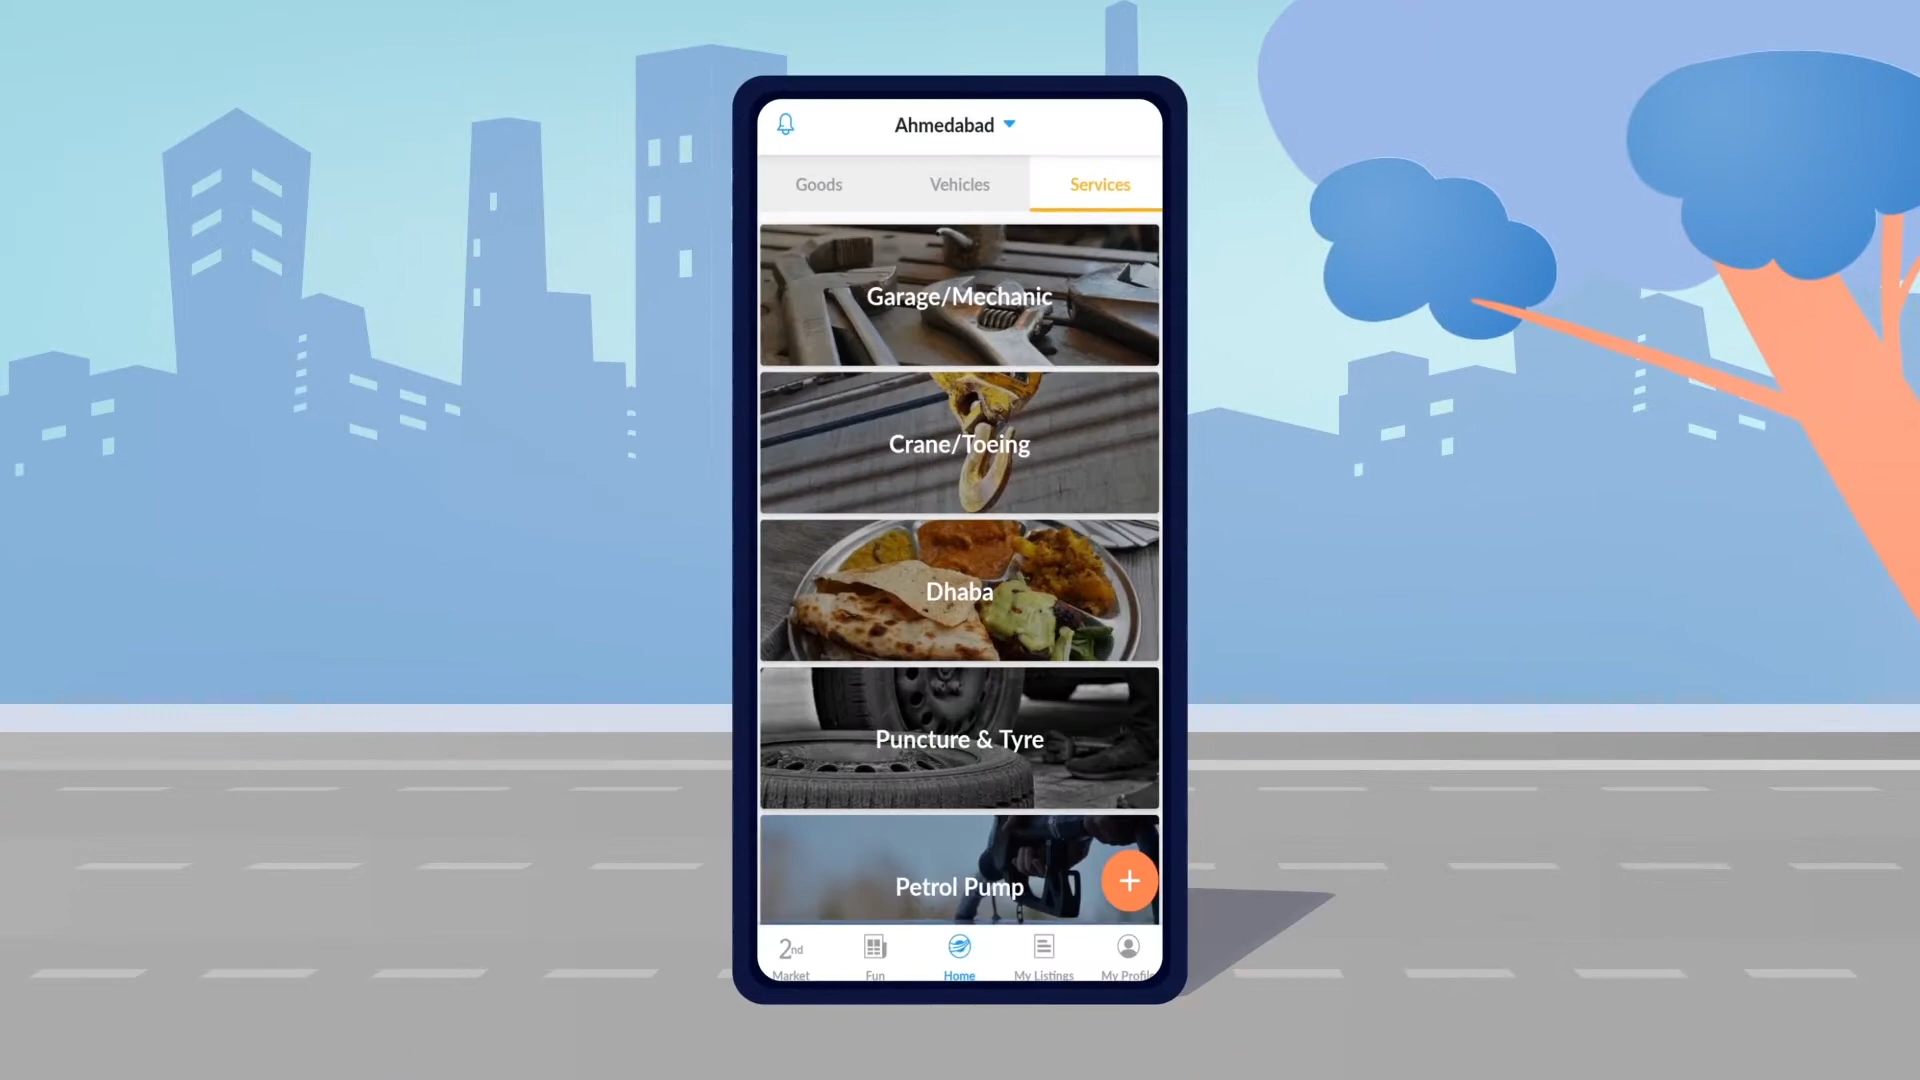 Ahmedabad
Goods Vehicles Services
Garage/Mechanic
Crane/Toeing
Dhaba
Puncture & Tyre
Petrol Pump
2nd
Market Fun Home My Listings My Profile